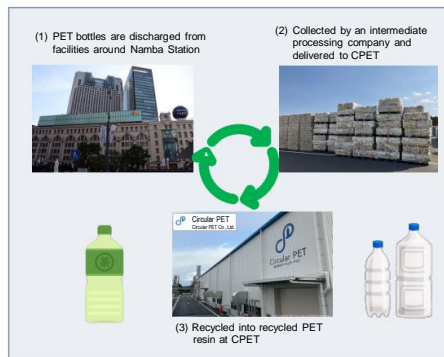 (1) PET bottles are discharged from
facilities around Namba Station
(2) Collected by an intermediate
processing company and
delivered to CPET
Circular PET
Circular PET Co., Ltd.
Circular PET
茶
(3) Recycled into recycled PET
resin at CPET